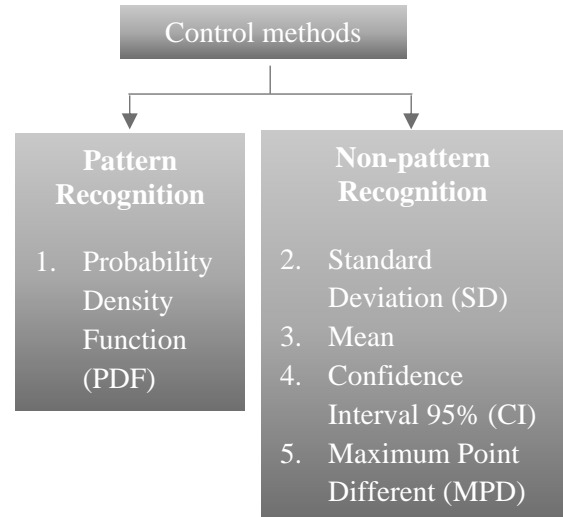 Control methods
Pattern
Recognition
1. Probability
Density
Function
(PDF)
Non-pattern
Recognition
2. Standard
Deviation (SD)
3. Mean
4. Confidence
Interval 95% (CI)
5. Maximum Point
Different (MPD)